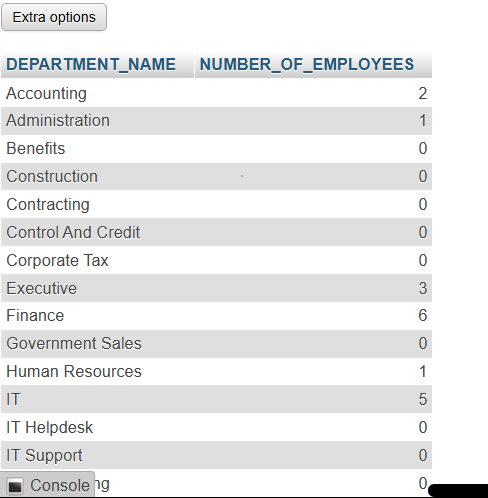 Extra options
DEPARTMENT_NAME NUMBER_OF_EMPLOYEES
Accounting 2
Administration 1
Benefits 0
Construction 0
Contracting 0
Control And Credit 0
Corporate Tax 0
Executive 3
Finance 6
Government Sales 0
Human Resources 1
IT 5
IT Helpdesk 0
IT Support 0
Console 0